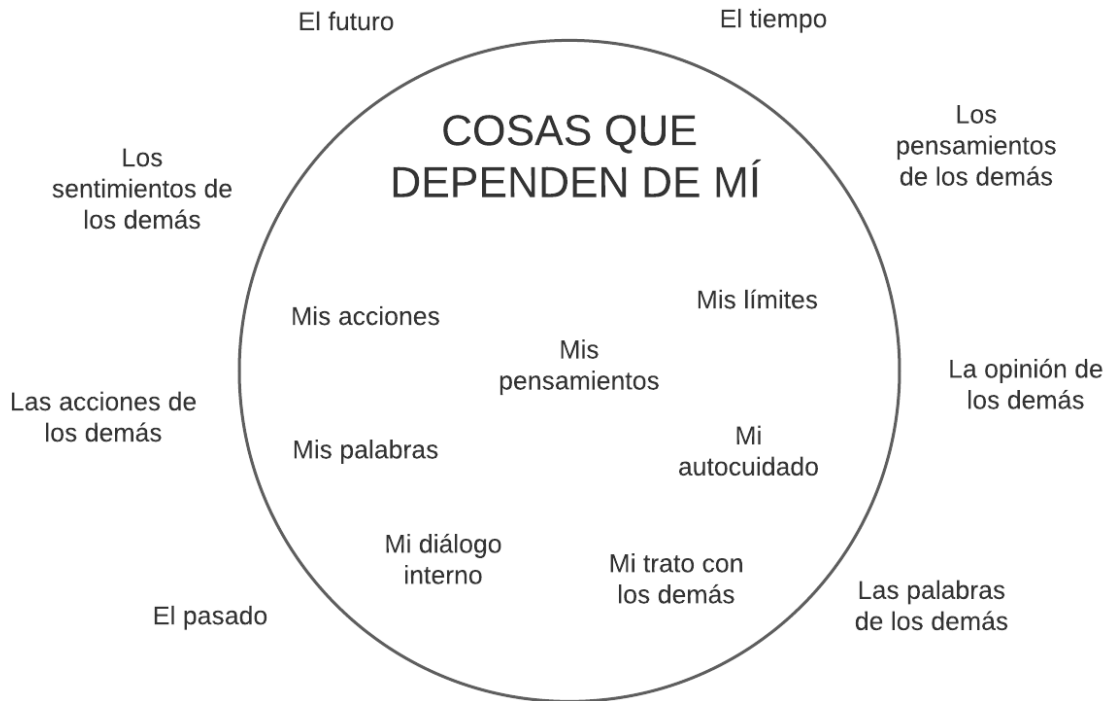 El futuro
El tiempo
COSAS QUE
DEPENDEN DE MÍ
Los
pensamientos
de los demás
Los
sentimientos de
los demás
Mis acciones
Mis límites
Mis
pensamientos
La opinión de
los demás
Las acciones de
los demás
Mis palabras
Mi
autocuidado
Mi diálogo
interno
Mi trato con
los demás
Las palabras
de los demás
El pasado